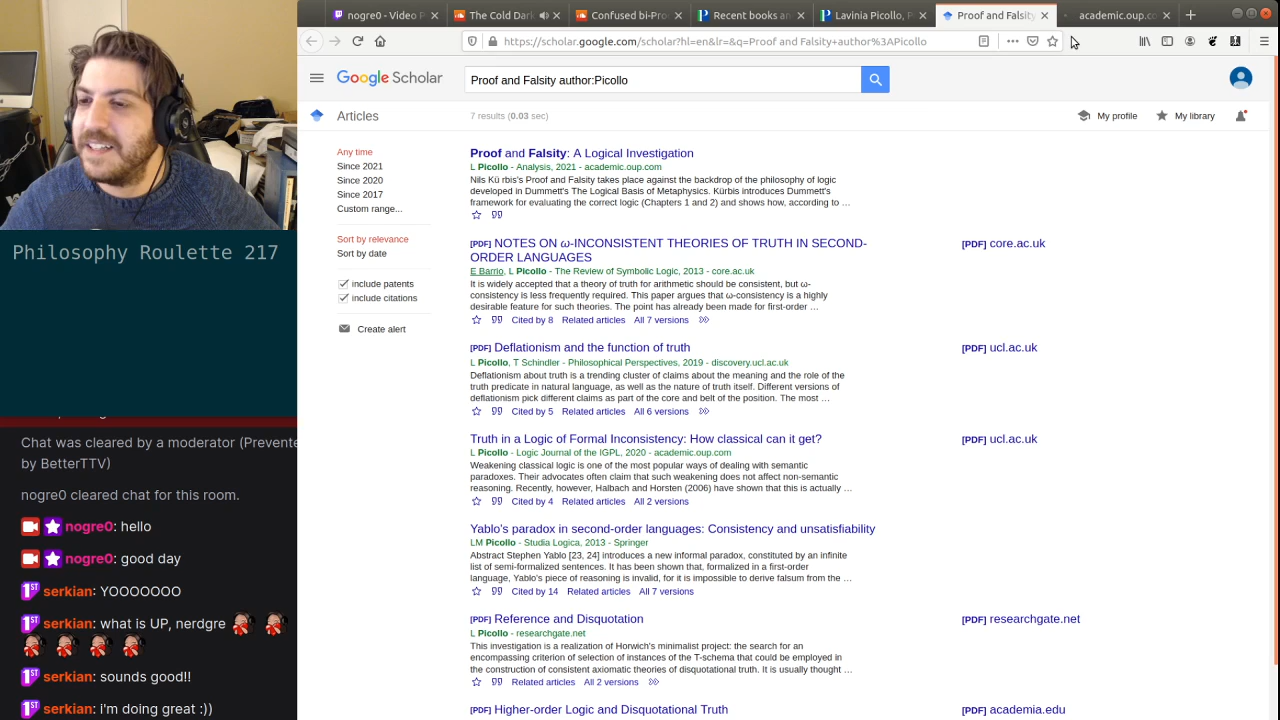 nogre0 - Video P
The Cold Dark
Confused bi-Pro
Recent books -
Lavinia Picollo, P
Proof and Falsity
academic.oup.co
https://scholar.google.com/scholar?hl=en&lr=&q=Proof and Falsity+author%3APicollo
Google Scholar
Proof and Falsity author:Picollo
Articles
7 results (0.03 sec)
My profile
My library
Any time
Since 2021
Since 2020
Since 2017
Custom range...
Sort by relevance
Sort by date
include patents
include citations
Create alert
Proof and Falsity: A Logical Investigation
L Picollo - Analysis, 2021 - academic.oup.com
Nils Kü rbis's Proof and Falsity takes place against the backdrop of the philosophy of logic
developed in Dummett's The Logical Basis of Metaphysics. Kürbis introduces Dummett's
framework for evaluating the correct logic (Chapters 1 and 2) and shows how, according to …
[PDF] NOTES ON ω-INCONSISTENT THEORIES OF TRUTH IN SECOND-
ORDER LANGUAGES
[PDF] core.ac.uk
E Barrio, L Picollo - The Review of Symbolic Logic, 2013 - core.ac.uk
It is widely accepted that a theory of truth for arithmetic should be consistent, but ω-
consistency is less frequently required. This paper argues that ω-consistency is a highly
desirable feature for such theories. The point has already been made for first-order …
Cited by 8 Related articles All 7 versions
[PDF] Deflationism and the function of truth
[PDF] ucl.ac.uk
L Picollo, T Schindler - Philosophical Perspectives, 2019 - discovery.ucl.ac.uk
Deflationism about truth is a trending cluster of claims about the meaning and the role of the
truth predicate in natural language, as well as the nature of truth itself. Different versions of
deflationism pick different claims as part of the core and belt of the position. The most …
Cited by 5 Related articles All 6 versions
Truth in a Logic of Formal Inconsistency: How classical can it get?
[PDF] ucl.ac.uk
L Picollo - Logic Journal of the IGPL, 2020 - academic.oup.com
Weakening classical logic is one of the most popular ways of dealing with semantic
paradoxes. Their advocates often claim that such weakening does not affect non-semantic
reasoning. Recently, however, Halbach and Horsten (2006) have shown that this is actually …
Cited by 4 Related articles All 2 versions
Yablo's paradox in second-order languages: Consistency and unsatisfiability
LM Picollo - Studia Logica, 2013 - Springer
Abstract Stephen Yablo [23, 24] introduces a new informal paradox, constituted by an infinite
list of semi-formalized sentences. It has been shown that, formalized in a first-order
language, Yablo's piece of reasoning is invalid, for it is impossible to derive falsum from the …
Cited by 14 Related articles All 7 versions
[PDF] Reference and Disquotation
[PDF] researchgate.net
L Picollo - researchgate.net
This investigation is a realization of Horwich's minimalist project: the search for an
encompassing criterion of selection of instances of the T-schema that could be employed in
the construction of consistent axiomatic theories of disquotational truth. It is usually thought …
Related articles All 2 versions
[PDF] Higher-order Logic and Disquotational Truth
[PDF] academia.edu
Philosophy Roulette 217
Chat was cleared by a moderator (Prevente
by BetterTTV)
nogre0 cleared chat for this room.
nogre0: hello
nogre0: good day
1ST serkian: YOOOOOOO
1ST serkian: what is UP, nerdgre
1ST serkian: sounds good!!
1ST serkian: i'm doing great :))